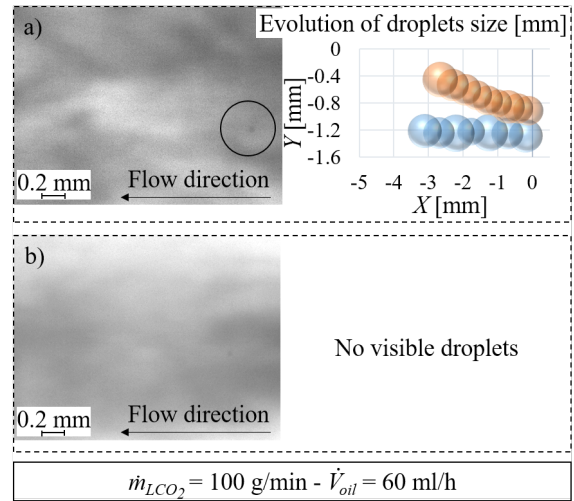 a)
Evolution of droplets size [mm]
0
-0.4
-0.8
-1.2
-1.6
Y [mm]
-5 -4 -3 -2 -1 0
X [mm]
0.2 mm
Flow direction
b)
No visible droplets
0.2 mm
Flow direction
ṁ_LCO₂ = 100 g/min - V̇_oil = 60 ml/h